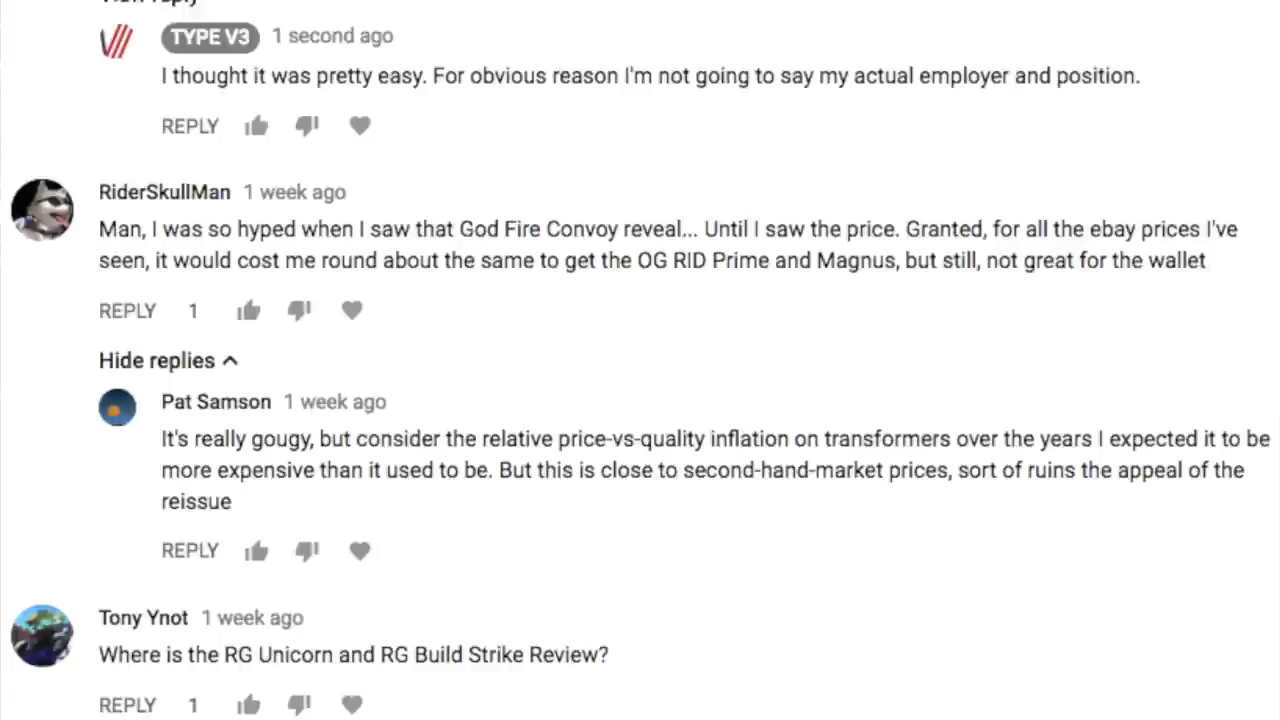 TYPE V3 1 second ago
I thought it was pretty easy. For obvious reason I'm not going to say my actual employer and position.
REPLY
RiderSkullMan 1 week ago
Man, I was so hyped when I saw that God Fire Convoy reveal... Until I saw the price. Granted, for all the ebay prices I've
seen, it would cost me round about the same to get the OG RID Prime and Magnus, but still, not great for the wallet
REPLY 1
Hide replies
Pat Samson 1 week ago
It's really gougy, but consider the relative price-vs-quality inflation on transformers over the years I expected it to be
more expensive than it used to be. But this is close to second-hand-market prices, sort of ruins the appeal of the
reissue
REPLY
Tony Ynot 1 week ago
Where is the RG Unicorn and RG Build Strike Review?
REPLY 1